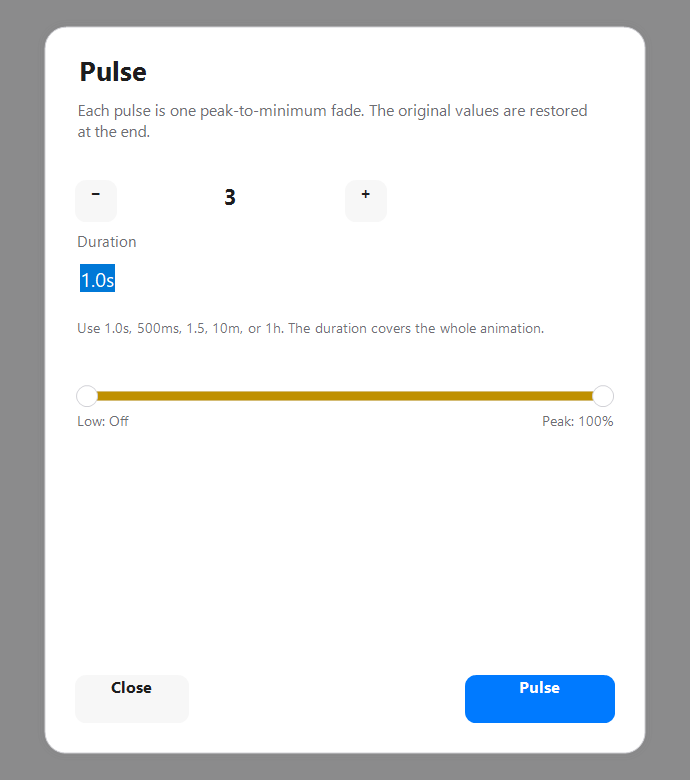 Pulse
Each pulse is one peak-to-minimum fade. The original values are restored
at the end.
− 3 +
Duration
1.0s
Use 1.0s, 500ms, 1.5, 10m, or 1h. The duration covers the whole animation.
Low: Off Peak: 100%
Close Pulse